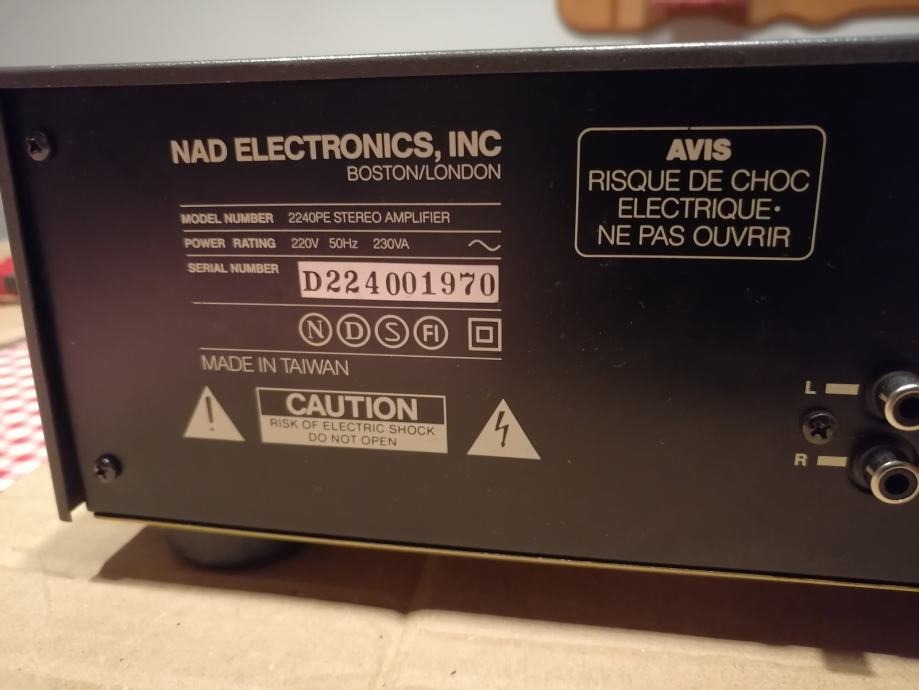 NAD ELECTRONICS, INC
BOSTON/LONDON
MODEL NUMBER 2240PE STEREO AMPLIFIER
POWER RATING 220V 50Hz 230VA
SERIAL NUMBER D224001970
N D S FI
MADE IN TAIWAN
CAUTION
RISK OF ELECTRIC SHOCK
DO NOT OPEN
AVIS
RISQUE DE CHOC
ELECTRIQUE·
NE PAS OUVRIR
L
R